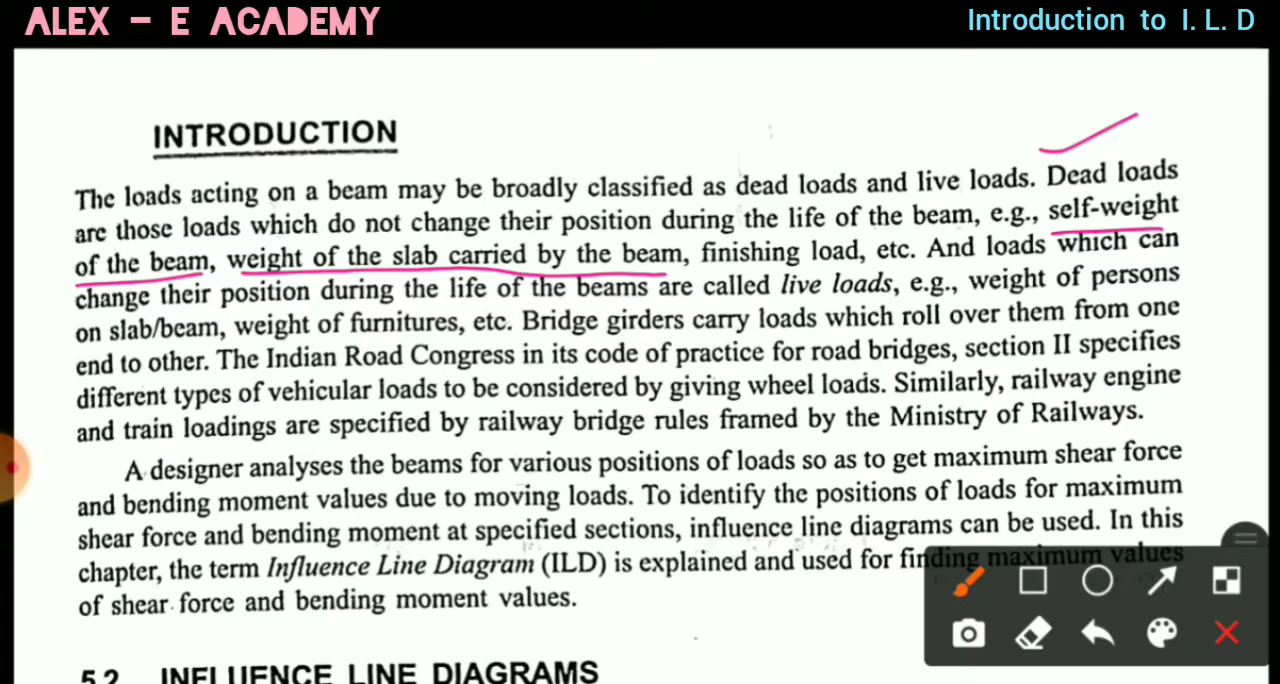 ALEX - E ACADEMY
Introduction to I. L. D
INTRODUCTION
The loads acting on a beam may be broadly classified as dead loads and live loads. Dead loads
are those loads which do not change their position during the life of the beam, e.g., self-weight
of the beam, weight of the slab carried by the beam, finishing load, etc. And loads which can
change their position during the life of the beams are called live loads, e.g., weight of persons
on slab/beam, weight of furnitures, etc. Bridge girders carry loads which roll over them from one
end to other. The Indian Road Congress in its code of practice for road bridges, section II specifies
different types of vehicular loads to be considered by giving wheel loads. Similarly, railway engine
and train loadings are specified by railway bridge rules framed by the Ministry of Railways.
A designer analyses the beams for various positions of loads so as to get maximum shear force
and bending moment values due to moving loads. To identify the positions of loads for maximum
shear force and bending moment at specified sections, influence line diagrams can be used. In this
chapter, the term Influence Line Diagram (ILD) is explained and used for finding maximum values
of shear force and bending moment values.
5.2 INFLUENCE LINE DIAGRAMS